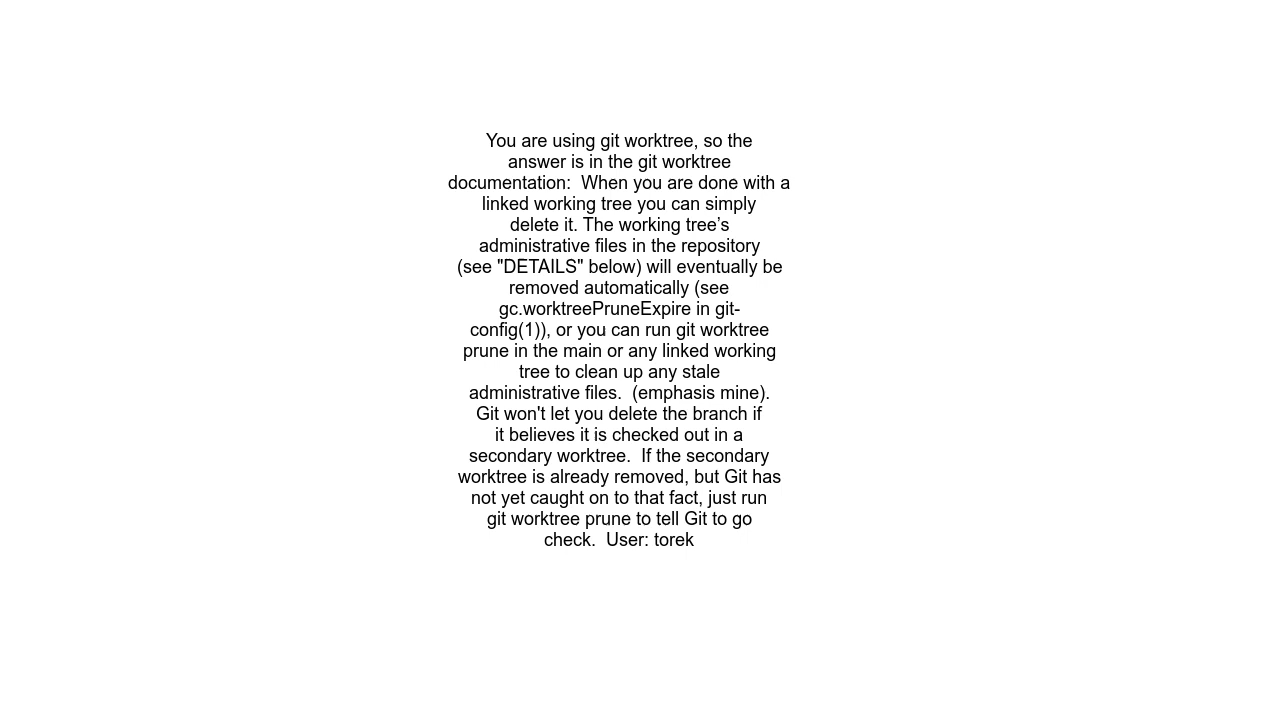 You are using git worktree, so the
answer is in the git worktree
documentation:  When you are done with a
linked working tree you can simply
delete it. The working tree’s
administrative files in the repository
(see "DETAILS" below) will eventually be
removed automatically (see
gc.worktreePruneExpire in git-
config(1)), or you can run git worktree
prune in the main or any linked working
tree to clean up any stale
administrative files.  (emphasis mine).
Git won't let you delete the branch if
it believes it is checked out in a
secondary worktree.  If the secondary
worktree is already removed, but Git has
not yet caught on to that fact, just run
git worktree prune to tell Git to go
check.  User: torek